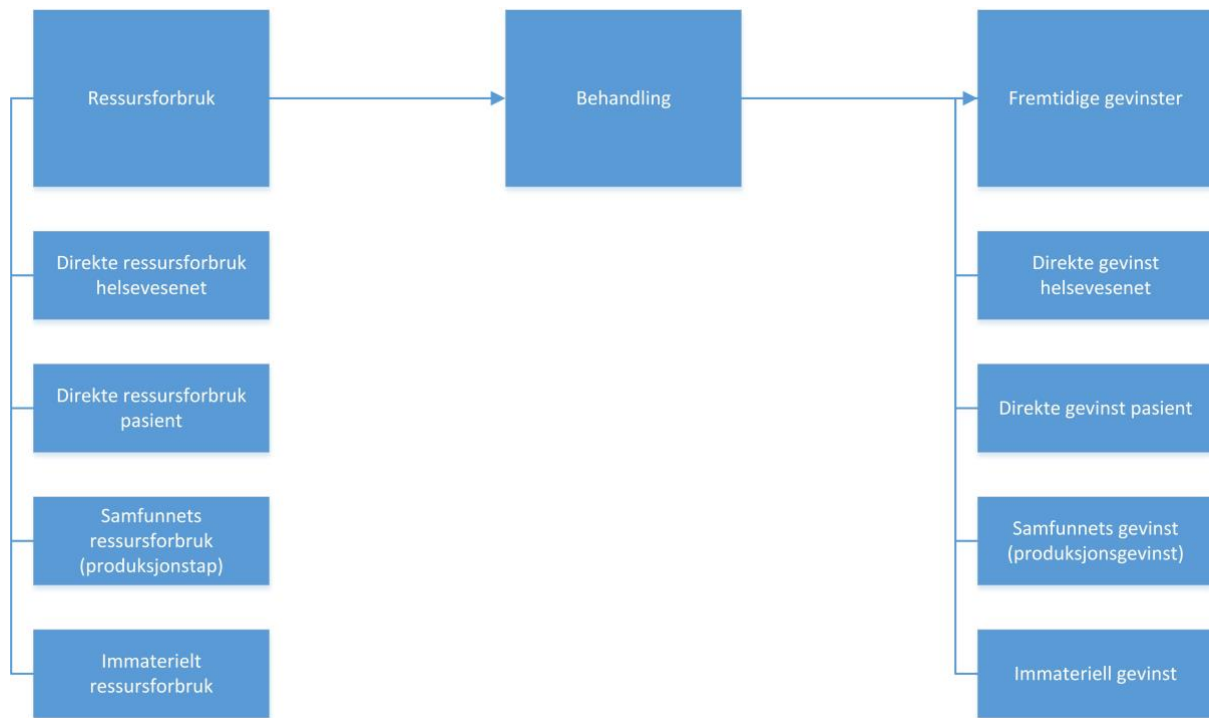 Ressursforbruk
Behandling
Fremtidige gevinster
Direkte ressursforbruk
helsevesenet
Direkte gevinst
helsevesenet
Direkte ressursforbruk
pasient
Direkte gevinst pasient
Samfunnets
ressursforbruk
(produksjonstap)
Samfunnets gevinst
(produksjonsgevinst)
Immaterielt
ressursforbruk
Immateriell gevinst